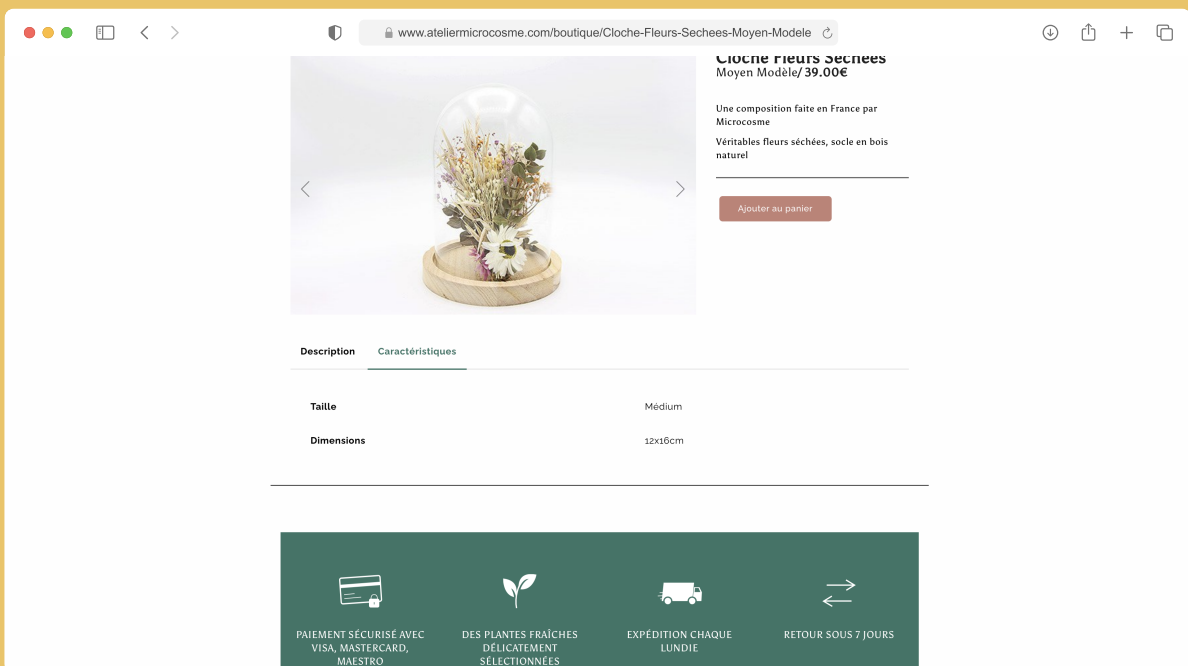 www.ateliermicrocosme.com/boutique/Cloche-Fleurs-Sechees-Moyen-Modele
Cloche Fleurs Séchées
Moyen Modèle/ 39.00€
Une composition faite en France par
Microcosme
Véritables fleurs séchées, socle en bois
naturel
Ajouter au panier
Description Caractéristiques
Taille Médium
Dimensions 12x16cm
PAIEMENT SÉCURISÉ AVEC
VISA, MASTERCARD,
MAESTRO
DES PLANTES FRAÎCHES
DÉLICATEMENT
SÉLECTIONNÉES
EXPÉDITION CHAQUE
LUNDIE
RETOUR SOUS 7 JOURS